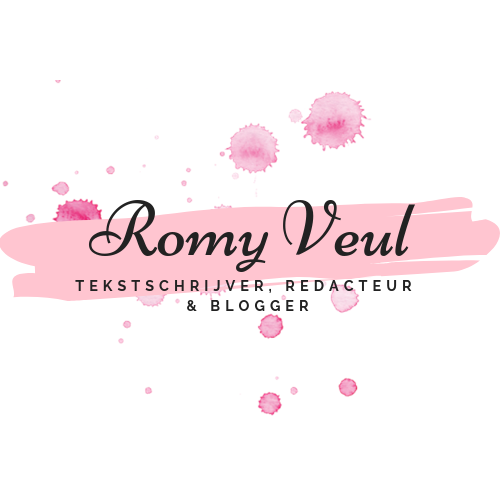 Romy Veul
TEKSTSCHRIJVER, REDACTEUR
& BLOGGER